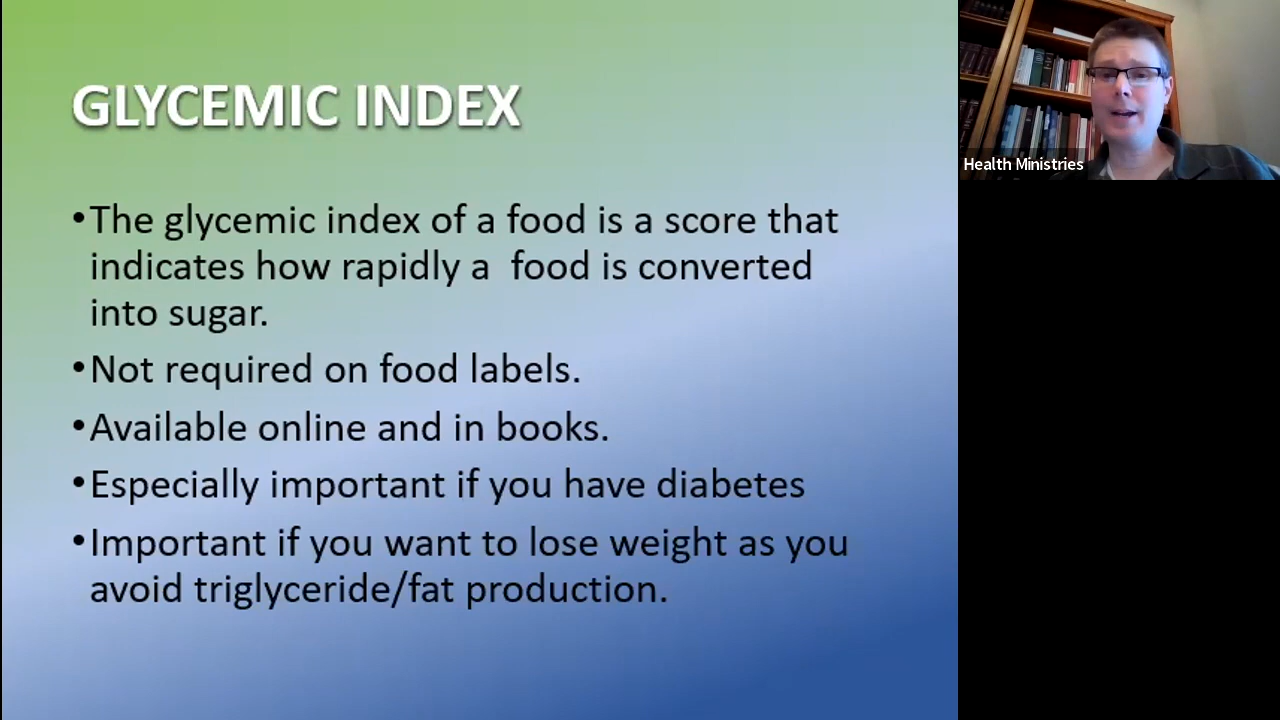 GLYCEMIC INDEX
•The glycemic index of a food is a score that
indicates how rapidly a  food is converted
into sugar.
•Not required on food labels.
•Available online and in books.
•Especially important if you have diabetes
•Important if you want to lose weight as you
avoid triglyceride/fat production.
Health Ministries